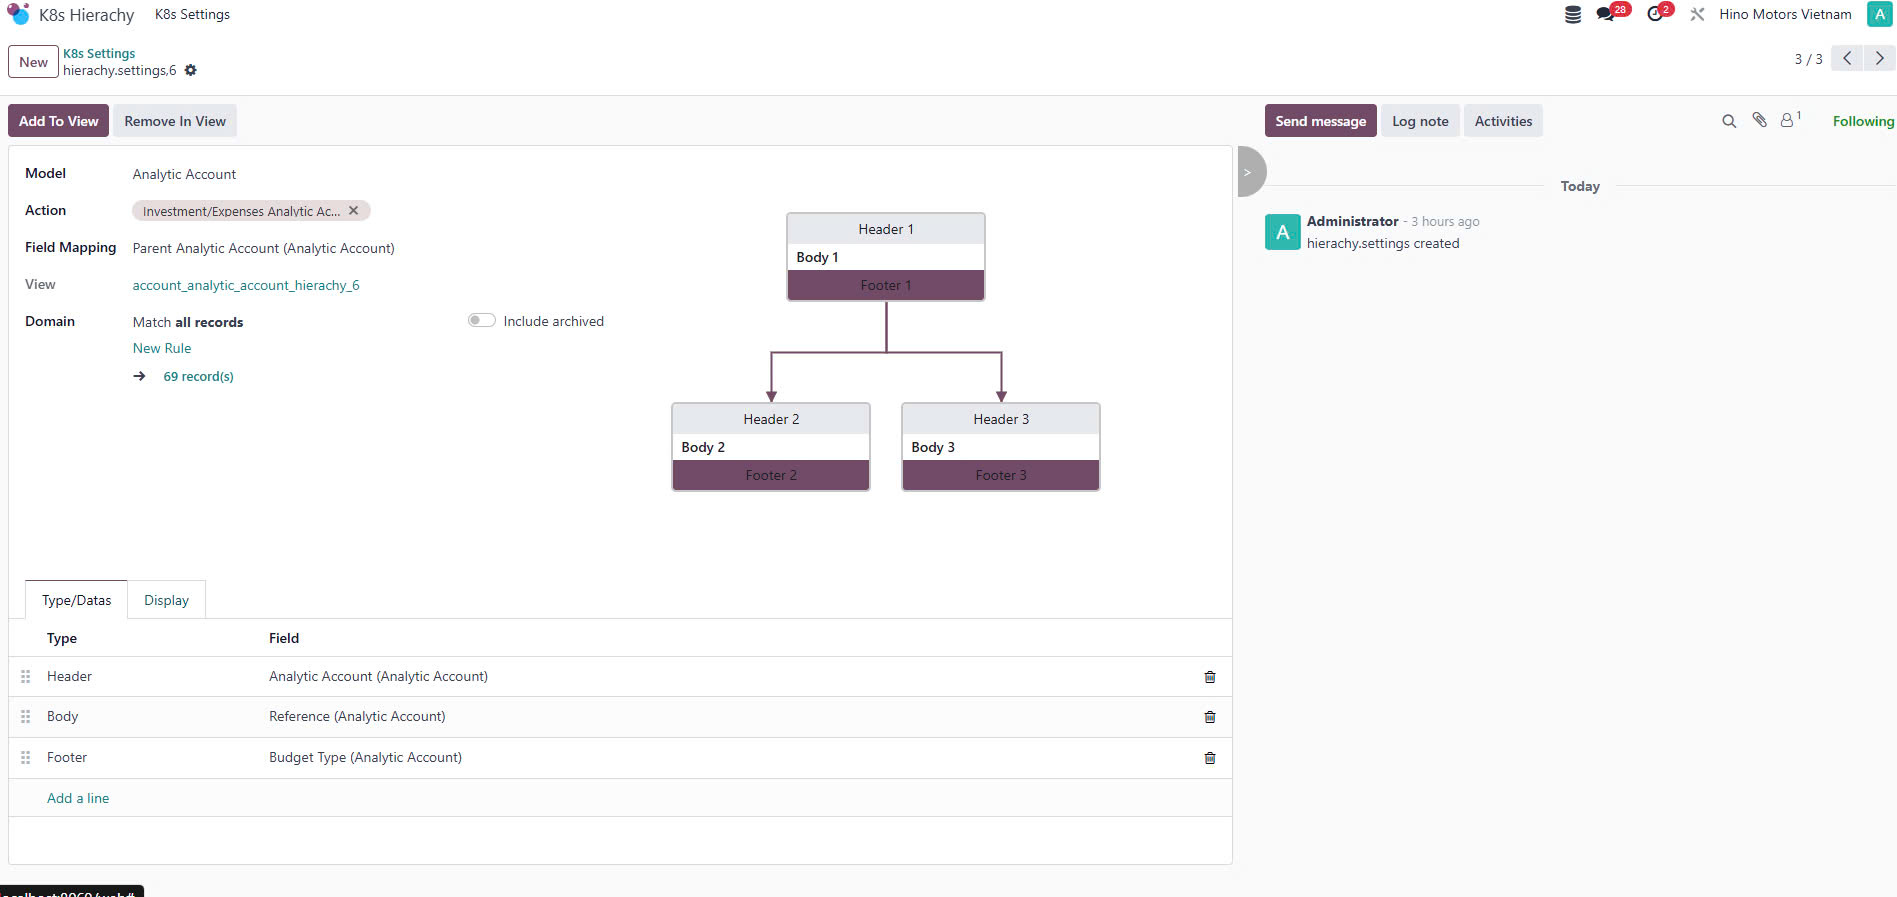 K8s Hierachy K8s Settings
28 2 Hino Motors Vietnam A
New K8s Settings
hierachy.settings,6
3 / 3
Add To View Remove In View
Send message Log note Activities 1 Following
Model Analytic Account
Action Investment/Expenses Analytic Ac...
Field Mapping Parent Analytic Account (Analytic Account)
View account_analytic_account_hierachy_6
Domain Match all records Include archived
New Rule
69 record(s)
Header 1
Body 1
Footer 1
Header 2
Body 2
Footer 2
Header 3
Body 3
Footer 3
>
Today
A Administrator - 3 hours ago
hierachy.settings created
Type/Datas Display
Type Field
Header Analytic Account (Analytic Account)
Body Reference (Analytic Account)
Footer Budget Type (Analytic Account)
Add a line